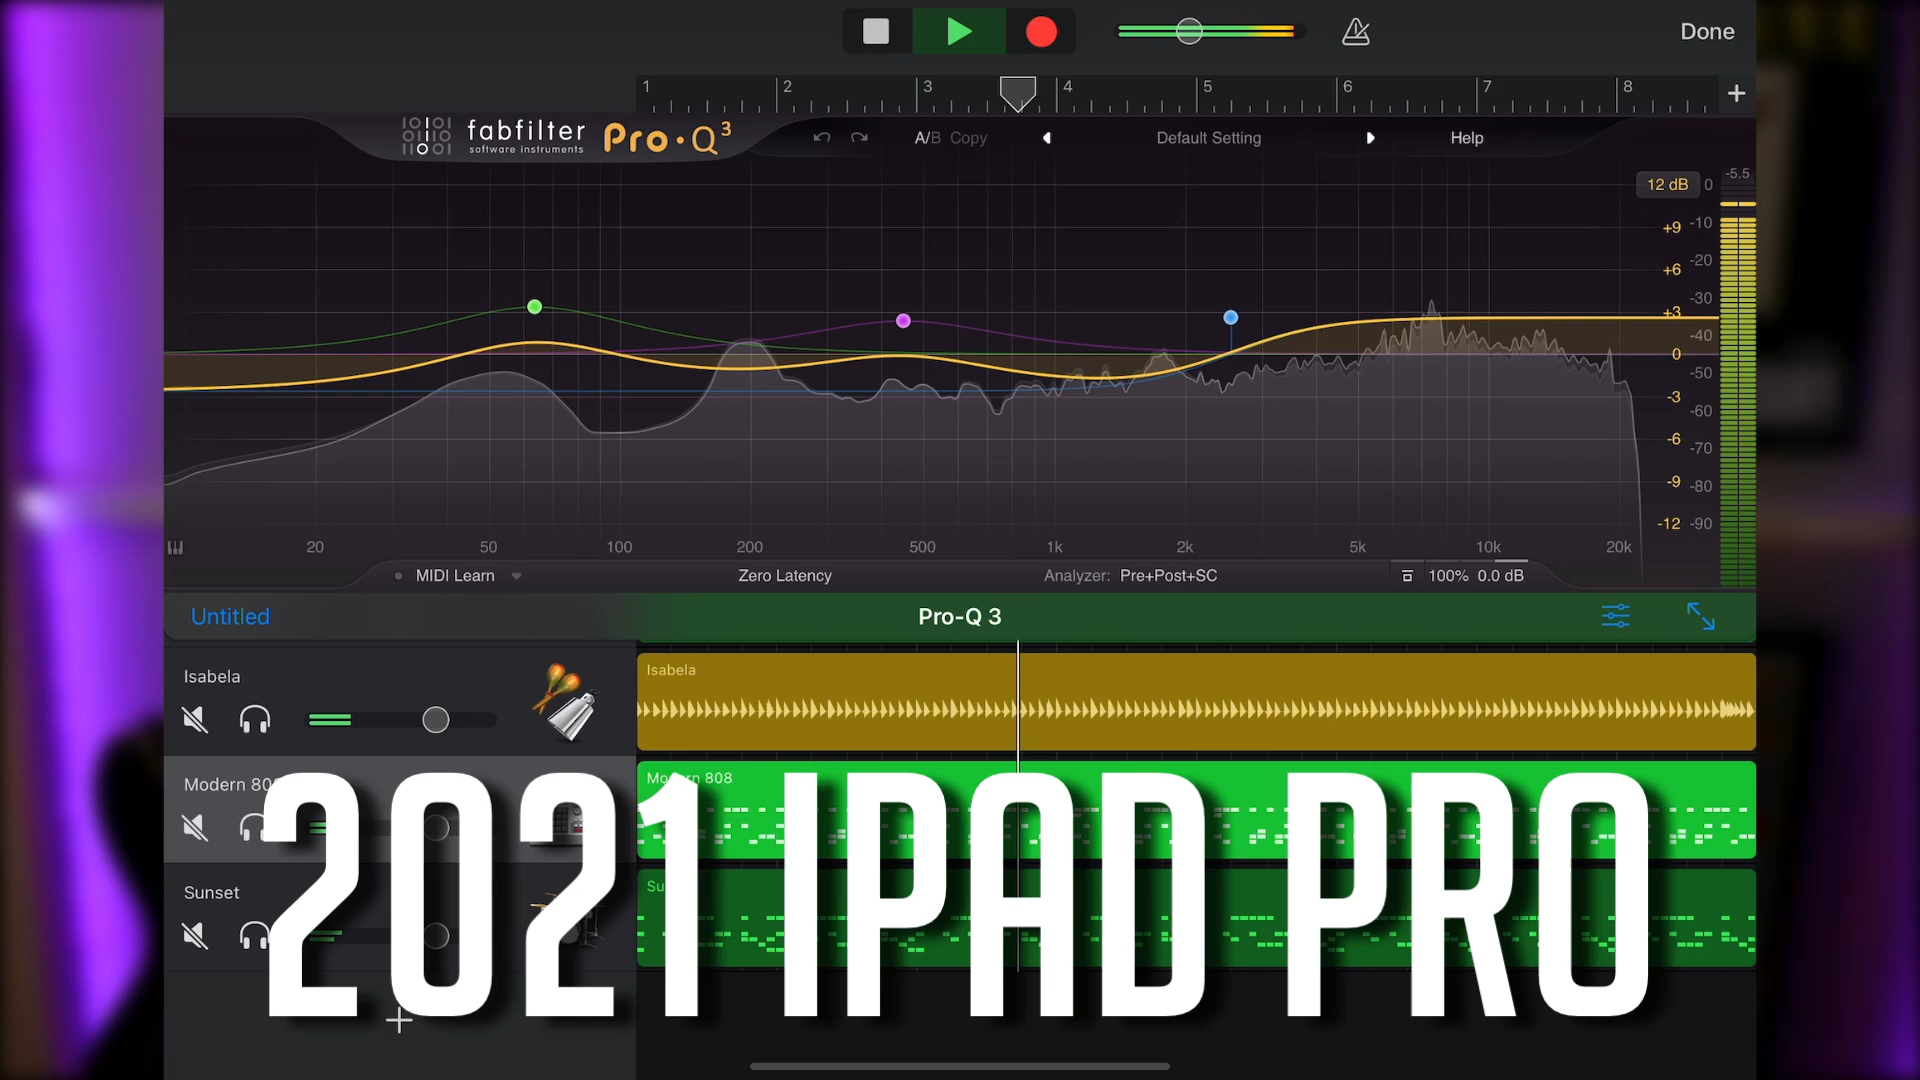 Done
1 2 3 4 5 6 7 8 +
fabfilter
software instruments
Pro·Q³
A/B Copy
Default Setting
Help
12 dB 0 -5.5
+9 -10
+6 -20
-30
+3 -40
0 -50
-3 -60
-6 -70
-9 -80
-12 -90
20 50 100 200 500 1k 2k 5k 10k 20k
MIDI Learn
Zero Latency
Analyzer: Pre+Post+SC
100% 0.0 dB
Untitled
Pro-Q 3
Isabela
Isabela
Modern 80
Modern 808
Sunset
Su
2021 IPAD PRO